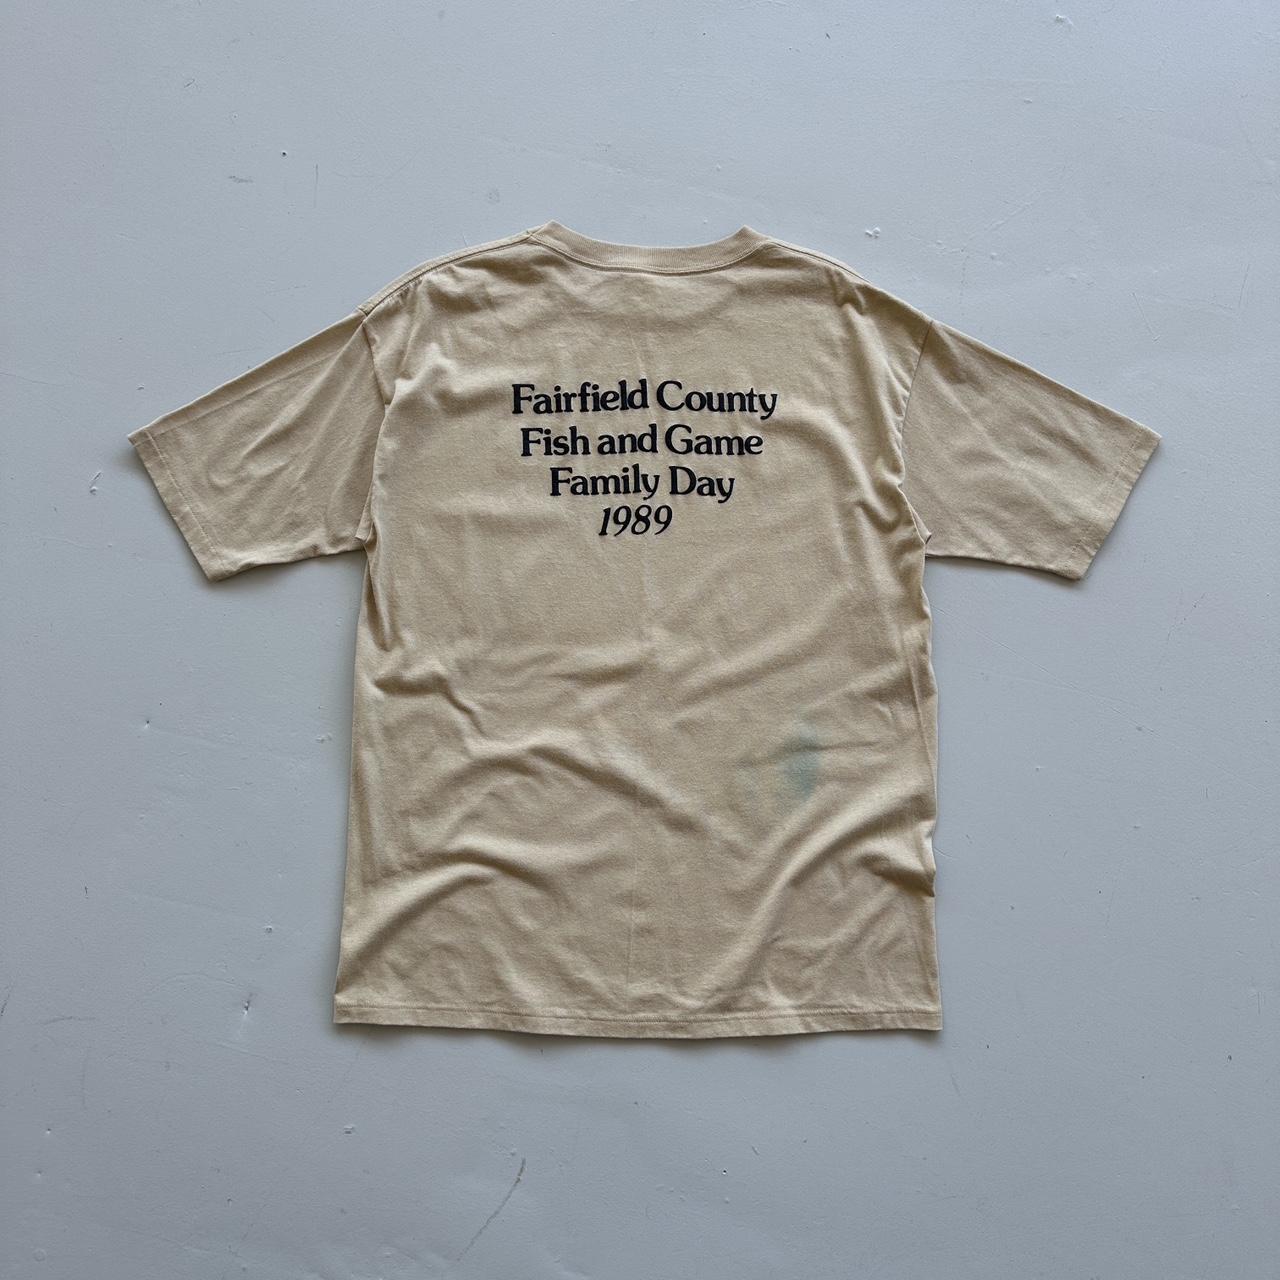 Fairfield County
Fish and Game
Family Day
1989